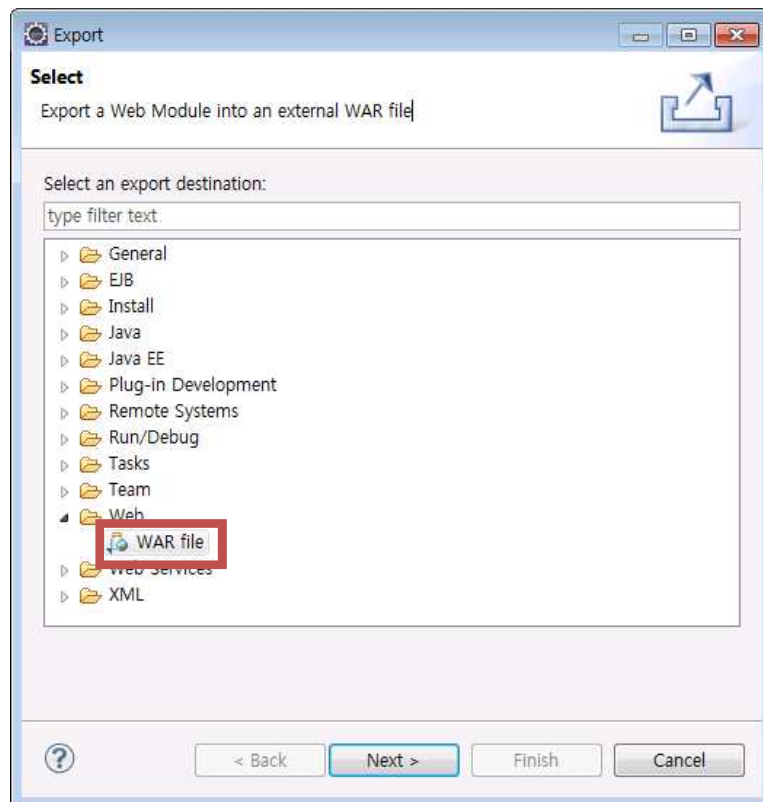 Export
Select
Export a Web Module into an external WAR file
Select an export destination:
type filter text
General
EJB
Install
Java
Java EE
Plug-in Development
Remote Systems
Run/Debug
Tasks
Team
Web
WAR file
Web Services
XML
?
< Back Next > Finish Cancel